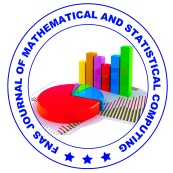 FNAS JOURNAL OF MATHEMATICAL AND STATISTICAL COMPUTING